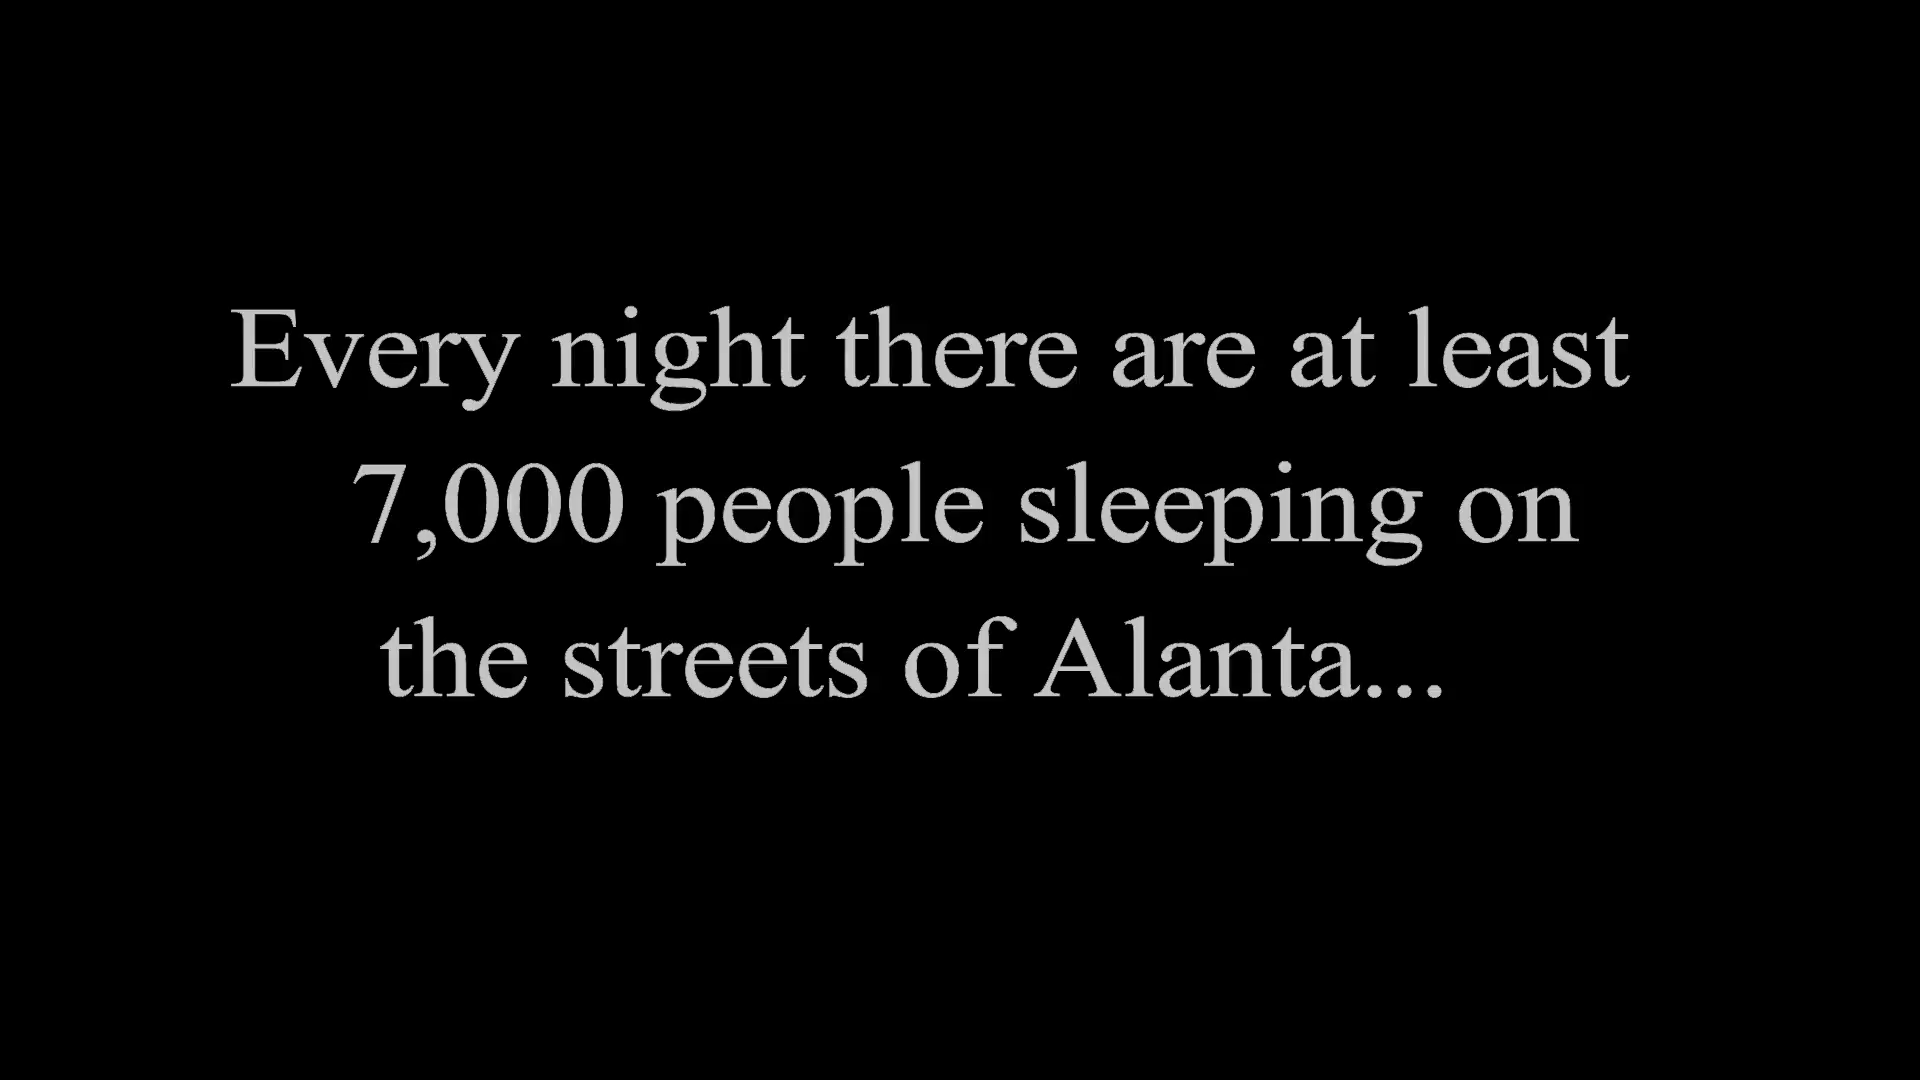 Every night there are at least
7,000 people sleeping on
the streets of Alanta...